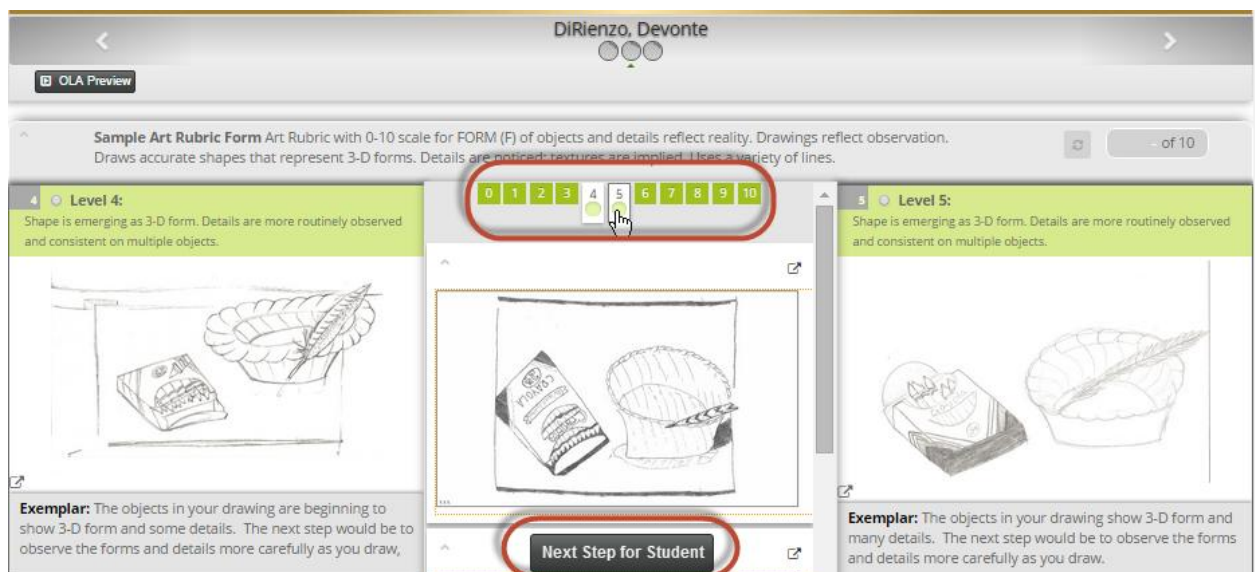 DiRienzo, Devonte
OLA Preview
Sample Art Rubric Form Art Rubric with 0-10 scale for FORM (F) of objects and details reflect reality. Drawings reflect observation.
Draws accurate shapes that represent 3-D forms. Details are noticed; textures are implied. Uses a variety of lines.
- of 10
4 Level 4:
Shape is emerging as 3-D form. Details are more routinely observed
and consistent on multiple objects.
Exemplar: The objects in your drawing are beginning to
show 3-D form and some details. The next step would be to
observe the forms and details more carefully as you draw,
0 1 2 3 4 5 6 7 8 9 10
CRAYOLA
Next Step for Student
5 Level 5:
Shape is emerging as 3-D form. Details are more routinely observed
and consistent on multiple objects.
Exemplar: The objects in your drawing show 3-D form and
many details. The next step would be to observe the forms
and details more carefully as you draw.